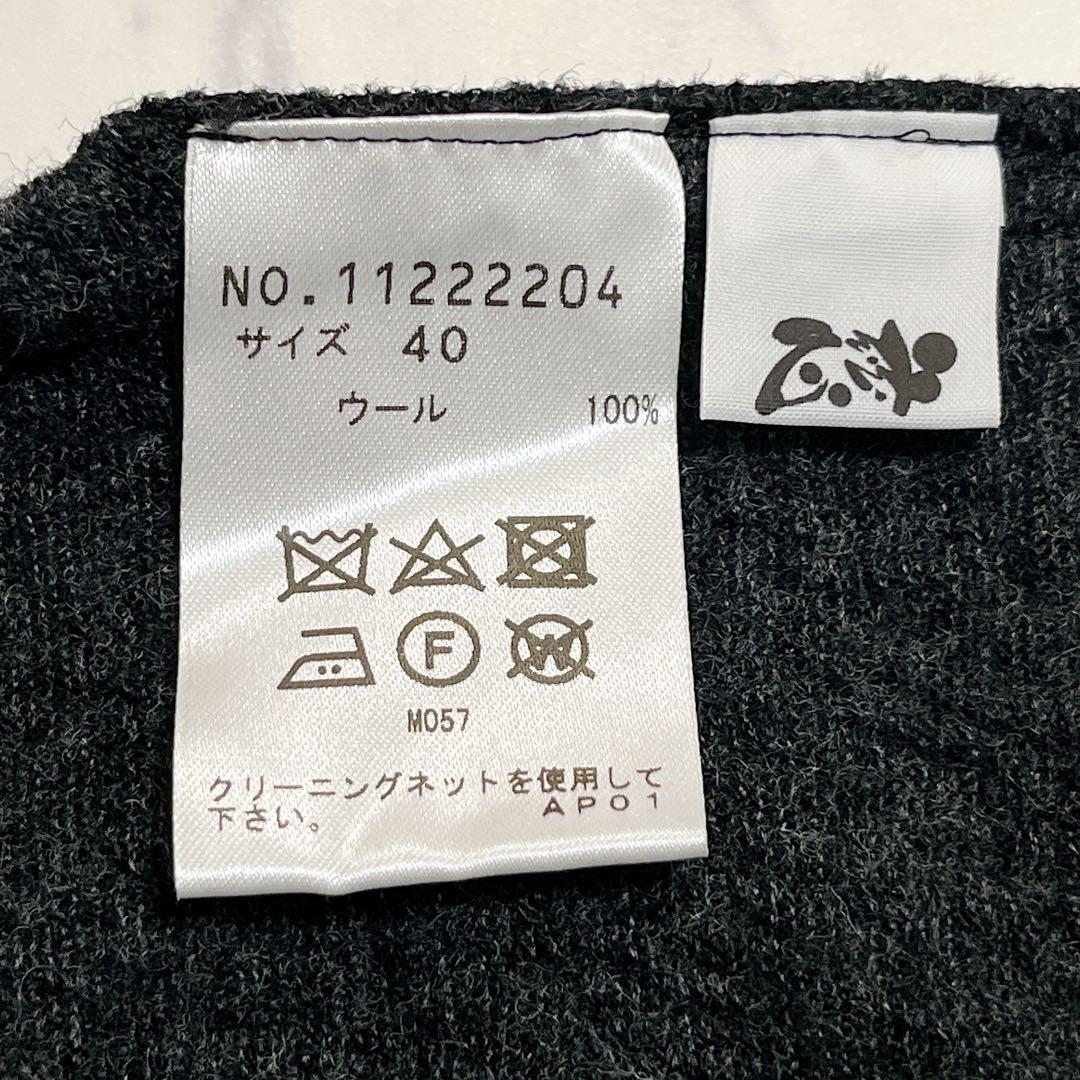 NO.11222204
サイズ 40
ウール 100%
F
W
M057
クリーニングネットを使用して
下さい。 AP01